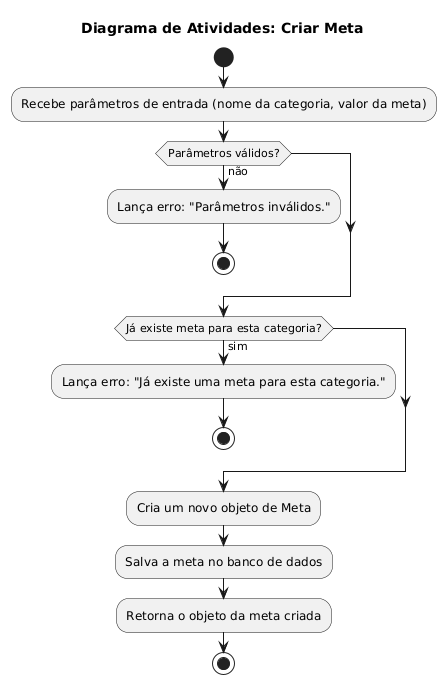 Diagrama de Atividades: Criar Meta
Recebe parâmetros de entrada (nome da categoria, valor da meta)
Parâmetros válidos?
não
Lança erro: "Parâmetros inválidos."
Já existe meta para esta categoria?
sim
Lança erro: "Já existe uma meta para esta categoria."
Cria um novo objeto de Meta
Salva a meta no banco de dados
Retorna o objeto da meta criada